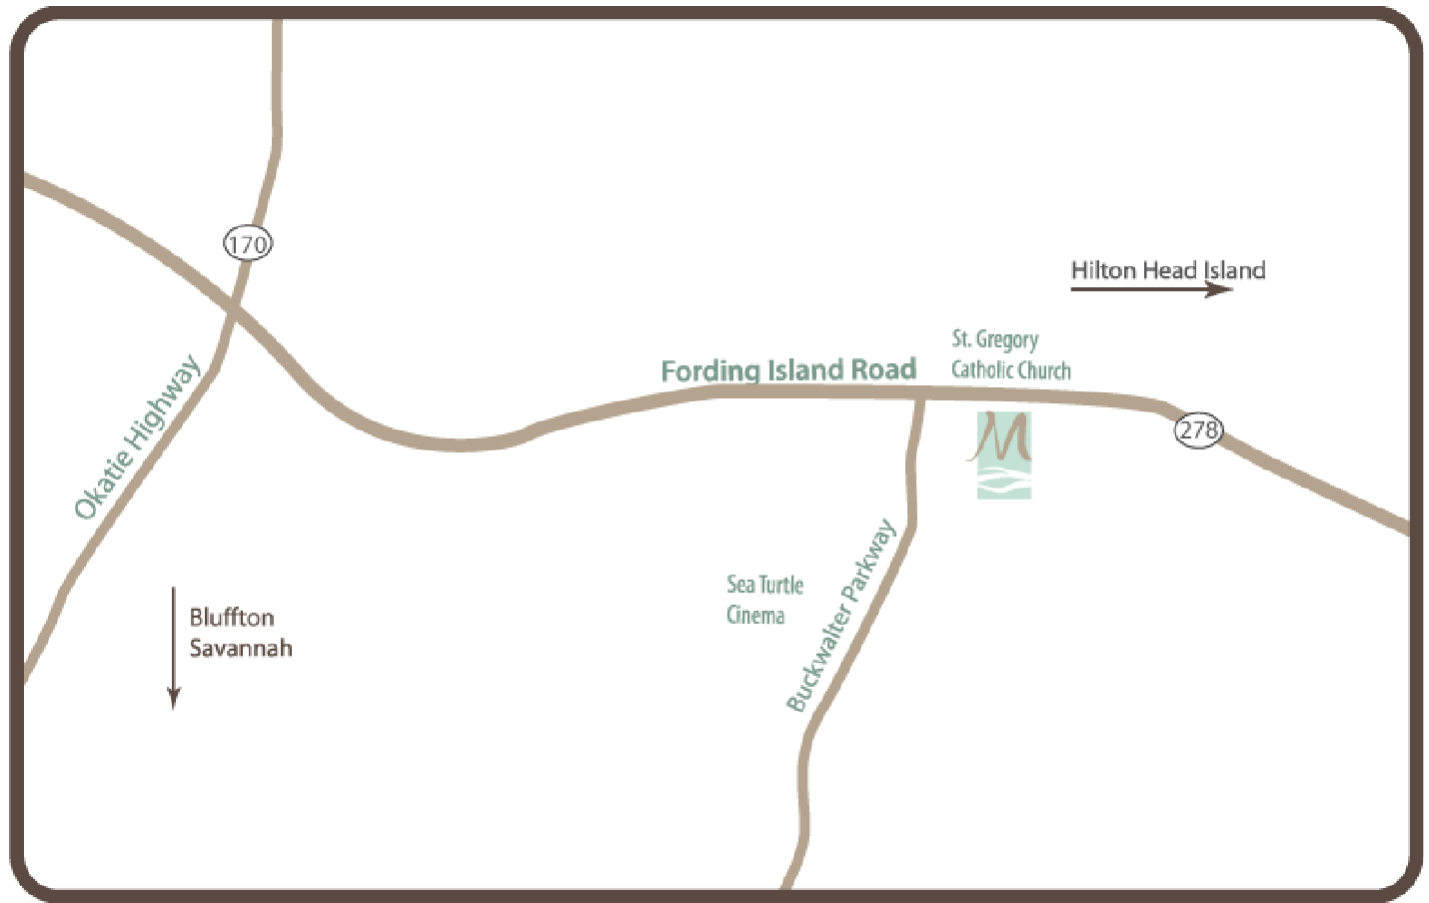 170
Hilton Head Island
St. Gregory
Catholic Church
Fording Island Road
278
M
Okatie Highway
Buckwalter Parkway
Sea Turtle
Cinema
Bluffton
Savannah